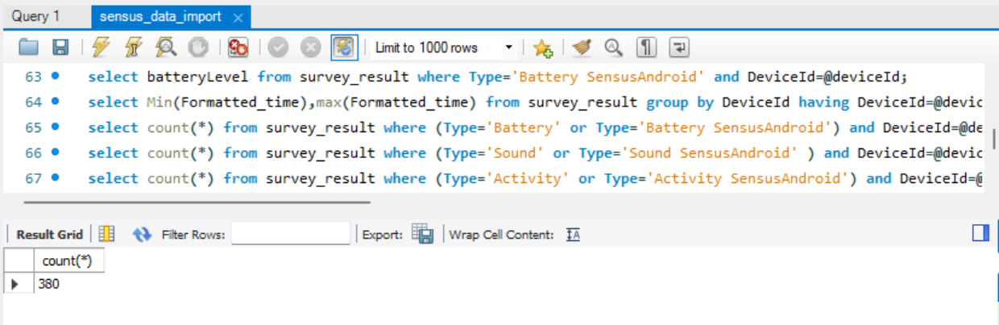 Query 1
sensus_data_import ×
Limit to 1000 rows
63 select batteryLevel from survey_result where Type='Battery SensusAndroid' and DeviceId=@deviceId;
64 select Min(Formatted_time),max(Formatted_time) from survey_result group by DeviceId having DeviceId=@devic
65 select count(*) from survey_result where (Type='Battery' or Type='Battery SensusAndroid') and DeviceId=@de
66 select count(*) from survey_result where (Type='Sound' or Type='Sound SensusAndroid' ) and DeviceId=@devic
67 select count(*) from survey_result where (Type='Activity' or Type='Activity SensusAndroid') and DeviceId=@
Result Grid Filter Rows: Export: Wrap Cell Content:
count(*)
380